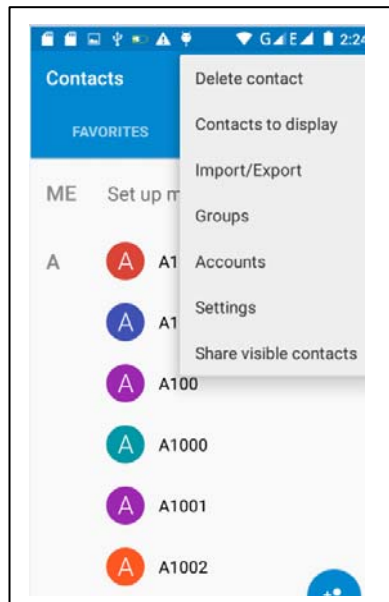 G E 2:24
Contacts
FAVORITES
Delete contact
Contacts to display
Import/Export
Groups
Accounts
Settings
Share visible contacts
ME Set up m
A A A1
A A1
A A100
A A1000
A A1001
A A1002